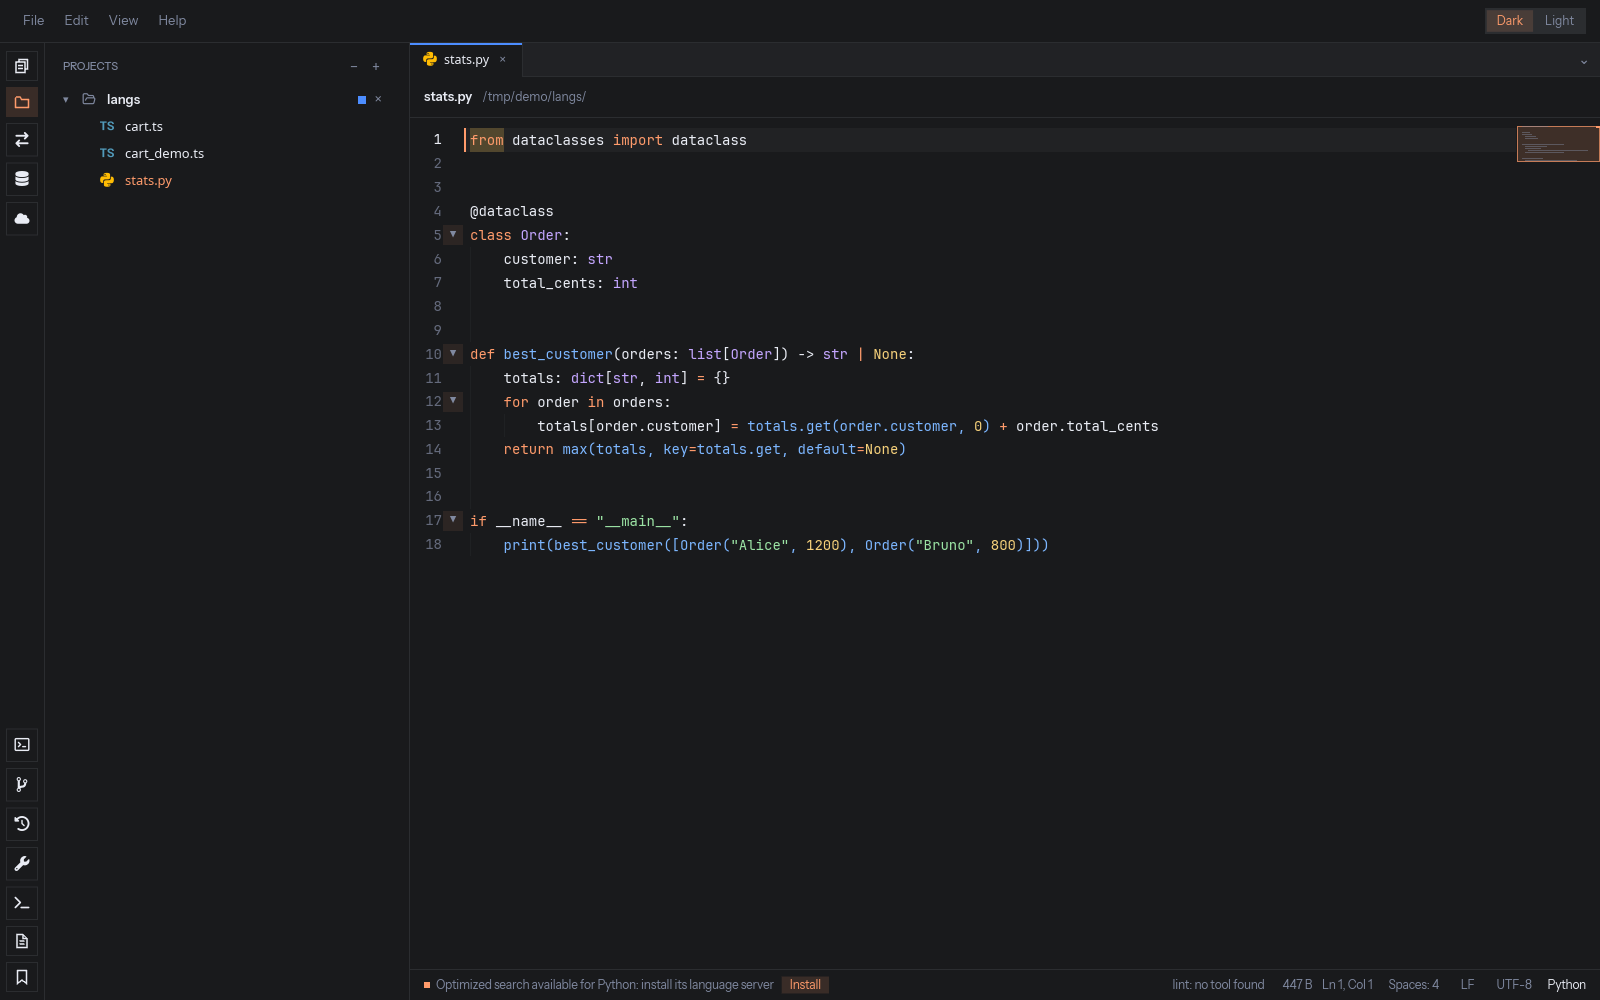 File Edit View Help Dark Light
PROJECTS − +
langs ×
TS cart.ts
TS cart_demo.ts
stats.py
stats.py ×
stats.py /tmp/demo/langs/
1 from dataclasses import dataclass
2
3
4 @dataclass
5 class Order:
6 customer: str
7 total_cents: int
8
9
10 def best_customer(orders: list[Order]) -> str | None:
11 totals: dict[str, int] = {}
12 for order in orders:
13 totals[order.customer] = totals.get(order.customer, 0) + order.total_cents
14 return max(totals, key=totals.get, default=None)
15
16
17 if __name__ == "__main__":
18 print(best_customer([Order("Alice", 1200), Order("Bruno", 800)]))
Optimized search available for Python: install its language server Install lint: no tool found 447 B Ln 1, Col 1 Spaces: 4 LF UTF-8 Python